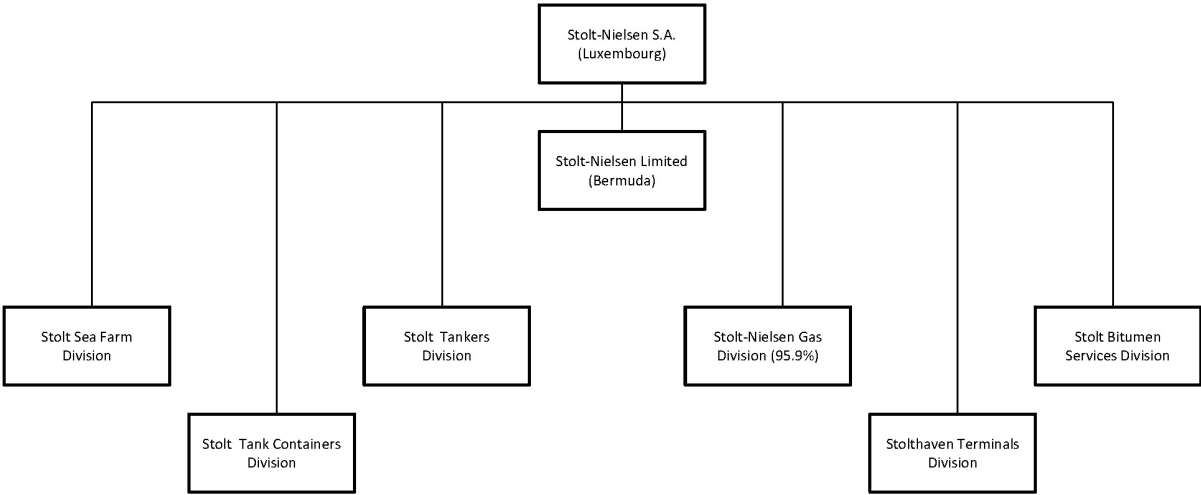 Stolt-Nielsen S.A.
(Luxembourg)
Stolt-Nielsen Limited
(Bermuda)
Stolt Sea Farm
Division
Stolt  Tankers
Division
Stolt-Nielsen Gas
Division (95.9%)
Stolt Bitumen
Services Division
Stolt  Tank Containers
Division
Stolthaven Terminals
Division